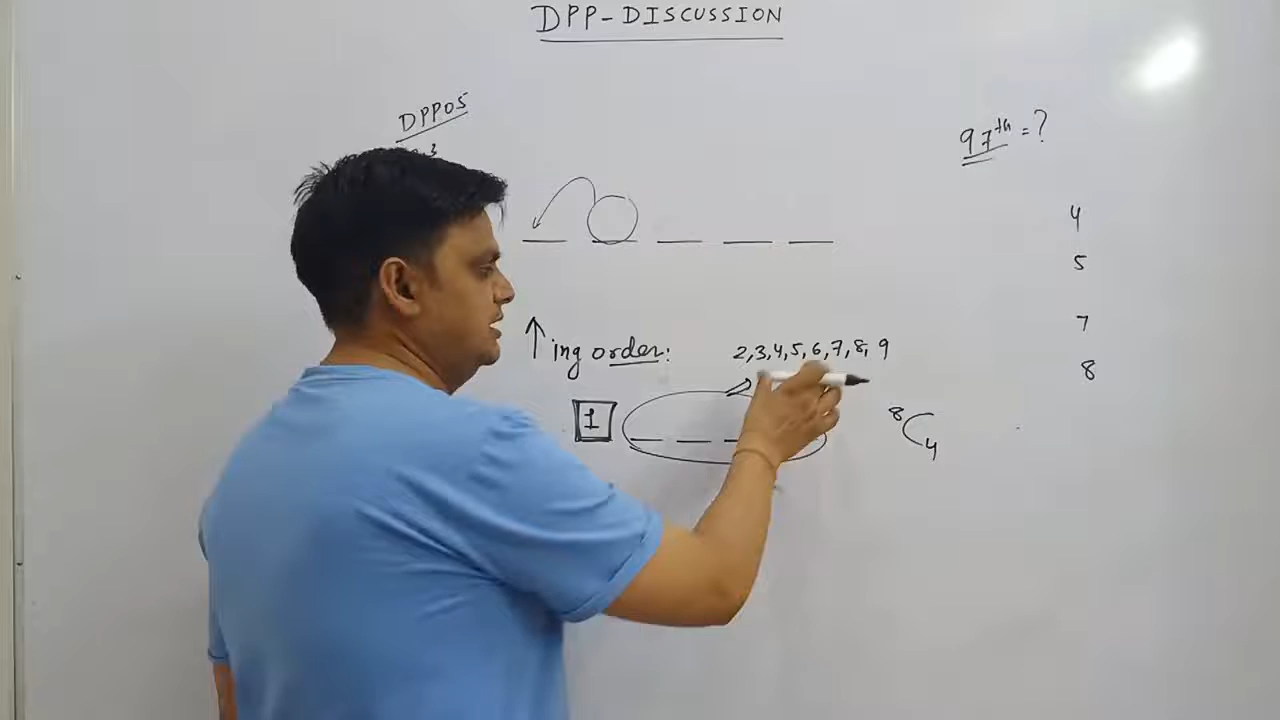 DPP-DISCUSSION
DPP05
3
97th = ?
4
5
7
8
↑ing order: 2,3,4,5,6,7,8,9
1
⁸C₄